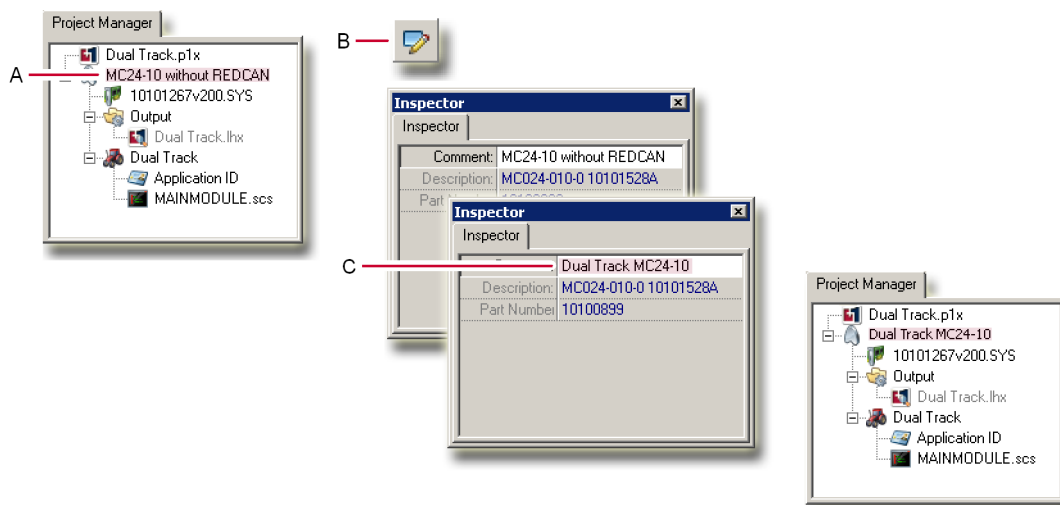 Project Manager
Dual Track.p1x
A
MC24-10 without REDCAN
10101267v200.SYS
Output
Dual Track.lhx
Dual Track
Application ID
MAINMODULE.scs
B
Inspector
Inspector
Comment: MC24-10 without REDCAN
Description: MC024-010-0 10101528A
Part
Inspector
Inspector
C
Dual Track MC24-10
Description: MC024-010-0 10101528A
Part Number 10100899
Project Manager
Dual Track.p1x
Dual Track MC24-10
10101267v200.SYS
Output
Dual Track.lhx
Dual Track
Application ID
MAINMODULE.scs